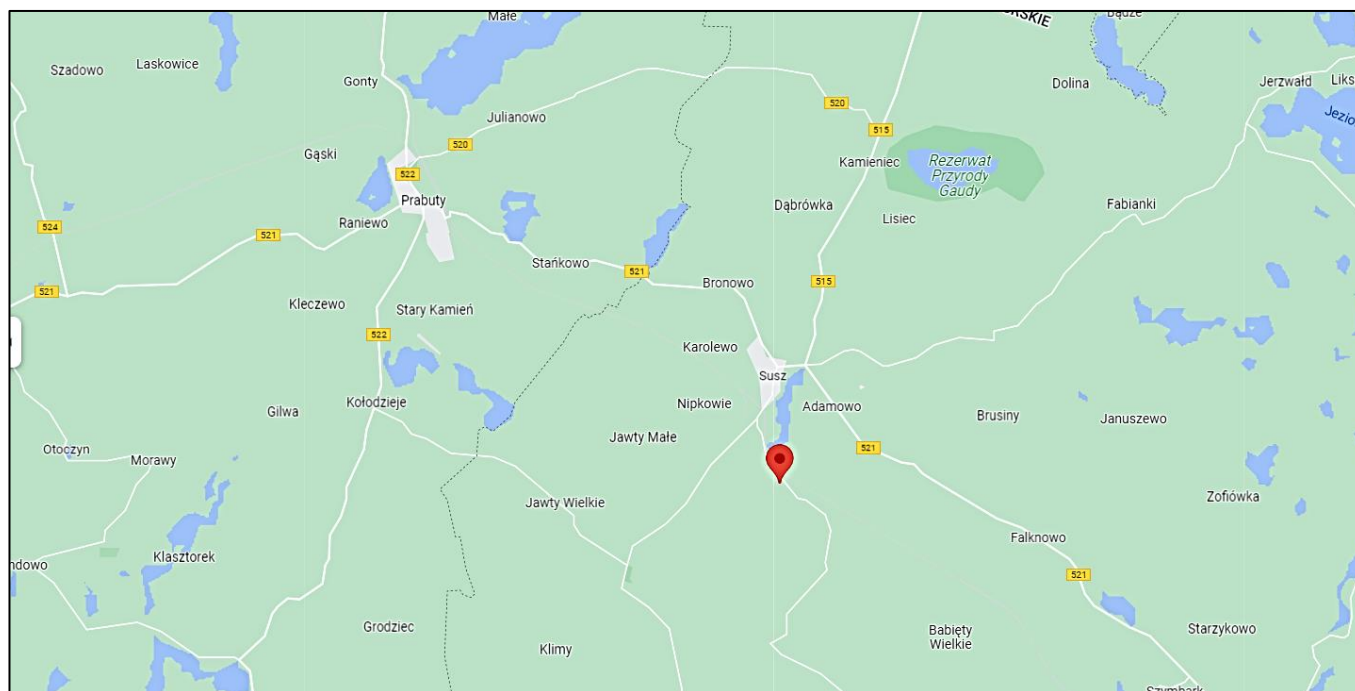 Małe
RSKIE
Bądze
Szadowo
Laskowice
Gonty
Dolina
Jerzwałd
Liks
520
515
Julianowo
Jezio
520
Gąski
Kamieniec
Rezerwat
Przyrody
Gaudy
522
Prabuty
Dąbrówka
Lisiec
Fabianki
Raniewo
524
521
Stańkowo
521
Bronowo
515
521
Kleczewo
Stary Kamień
522
Karolewo
Susz
Kołodzieje
Nipkowie
Adamowo
Gilwa
Brusiny
Januszewo
Jawty Małe
Otoczyn
Morawy
521
Jawty Wielkie
Zofiówka
Klasztorek
Falknowo
ndowo
521
Grodziec
Klimy
Babięty
Wielkie
Starzykowo
Szymbark